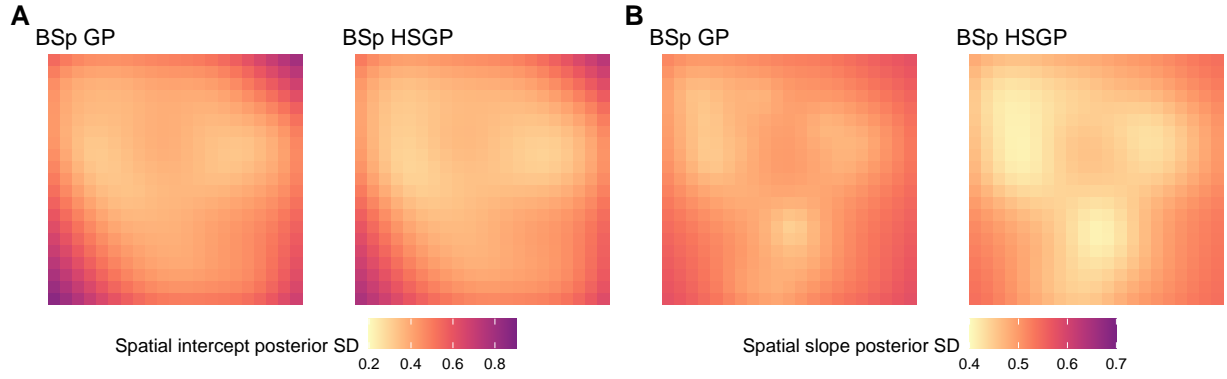 A
B
BSp GP
BSp HSGP
BSp GP
BSp HSGP
Spatial intercept posterior SD
0.2 0.4 0.6 0.8
Spatial slope posterior SD
0.4 0.5 0.6 0.7